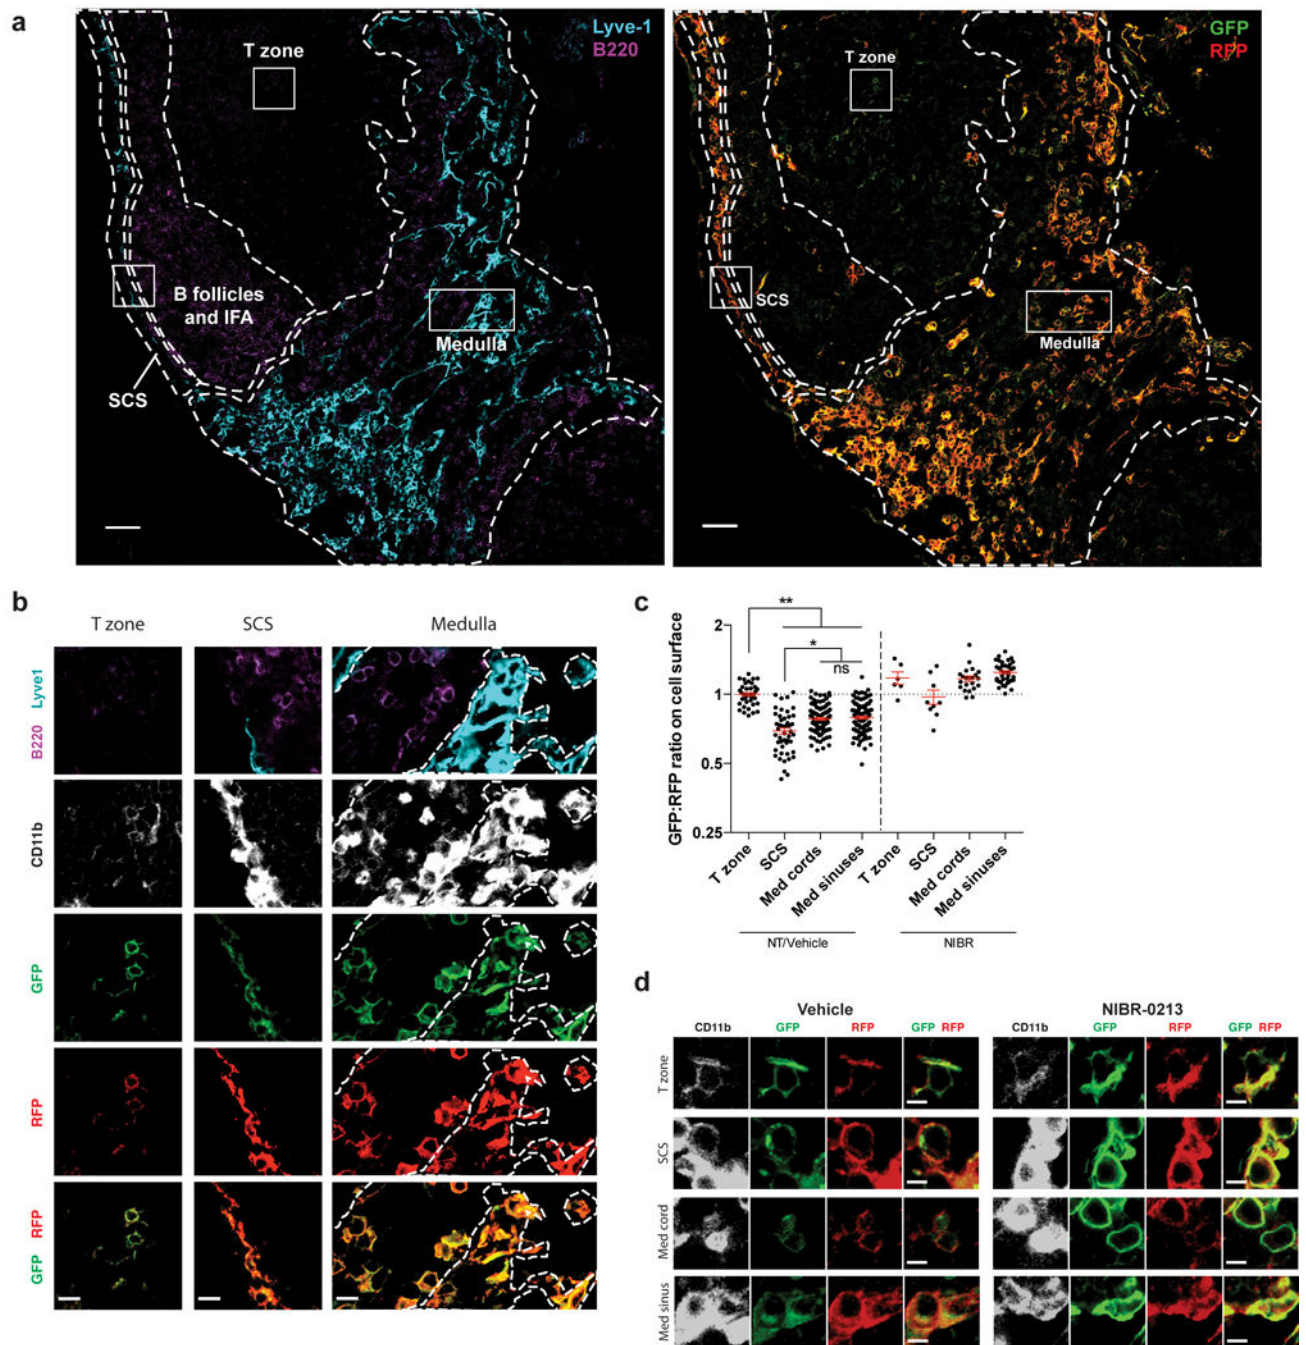 a
Lyve-1
B220
T zone
B follicles
and IFA
Medulla
SCS
GFP
RFP
T zone
SCS
Medulla
b
T zone SCS Medulla
B220 Lyve1
CD11b
GFP
RFP
GFP RFP
c
GFP:RFP ratio on cell surface
2
1
0.5
0.25
**
*
ns
T zone
SCS
Med cords
Med sinuses
T zone
SCS
Med cords
Med sinuses
NT/Vehicle
NIBR
d
Vehicle NIBR-0213
CD11b GFP RFP GFP RFP CD11b GFP RFP GFP RFP
T zone
SCS
Med cord
Med sinus